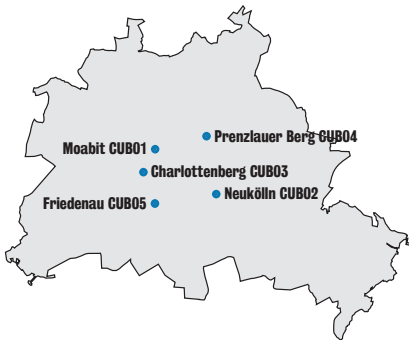 Prenzlauer Berg CUB04
Moabit CUB01
Charlottenberg CUB03
Neukölln CUB02
Friedenau CUB05